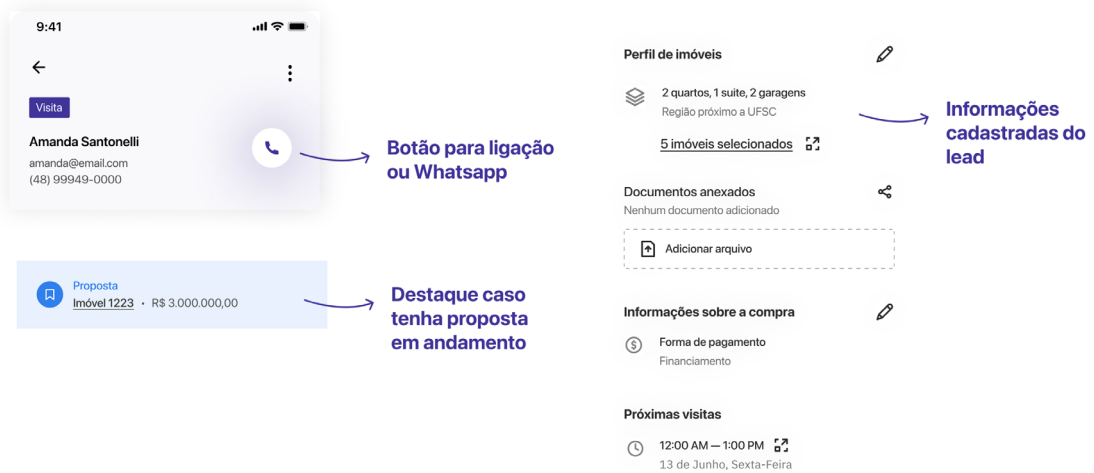 9:41
Visita
Amanda Santonelli
amanda@email.com
(48) 99949-0000
Botão para ligação
ou Whatsapp
Proposta
Imóvel 1223 • R$ 3.000.000,00
Destaque caso
tenha proposta
em andamento
Perfil de imóveis
2 quartos, 1 suite, 2 garagens
Região próximo a UFSC
5 imóveis selecionados
Informações
cadastradas do
lead
Documentos anexados
Nenhum documento adicionado
Adicionar arquivo
Informações sobre a compra
Forma de pagamento
Financiamento
Próximas visitas
12:00 AM — 1:00 PM
13 de Junho, Sexta-Feira